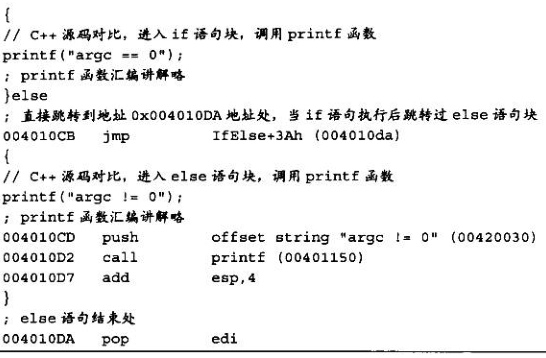 {
// C++ 源码对比，进入 if 语句块，调用 printf 函数
printf("argc == 0");
; printf 函数汇编讲解略
}else
; 直接跳转到地址 0x004010DA 地址处，当 if 语句执行后跳转过 else 语句块
004010CB jmp IfElse+3Ah (004010da)
{
// C++ 源码对比，进入 else 语句块，调用 printf 函数
printf("argc != 0");
; printf 函数汇编讲解略
004010CD push offset string "argc != 0" (00420030)
004010D2 call printf (00401150)
004010D7 add esp,4
}
; else 语句结束处
004010DA pop edi